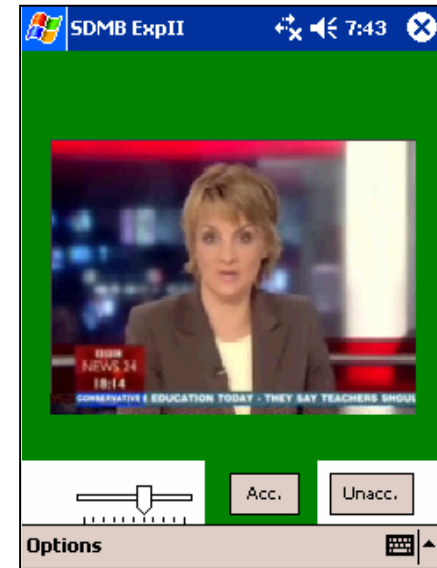 SDMB ExpII 7:43
BBC
NEWS 24
18:14
CONSERVATIVE EDUCATION TODAY - THEY SAY TEACHERS SHOUL
Acc. Unacc.
Options